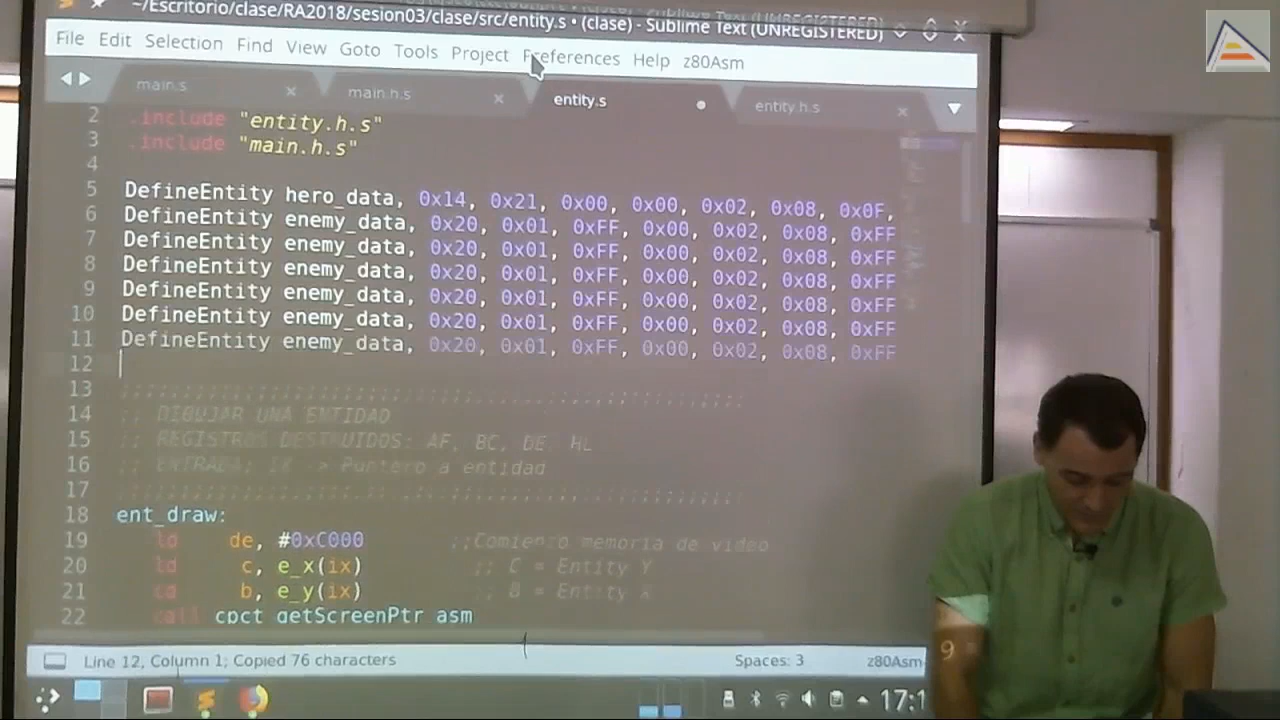 ~/Escritorio/clase/RA2018/sesion03/clase/src/entity.s • (clase) - Sublime Text (UNREGISTERED)
File Edit Selection Find View Goto Tools Project Preferences Help z80Asm
main.s main.h.s entity.s entity.h.s
2 .include "entity.h.s"
3 .include "main.h.s"
4
5 DefineEntity hero_data, 0x14, 0x21, 0x00, 0x00, 0x02, 0x08, 0x0F,
6 DefineEntity enemy_data, 0x20, 0x01, 0xFF, 0x00, 0x02, 0x08, 0xFF
7 DefineEntity enemy_data, 0x20, 0x01, 0xFF, 0x00, 0x02, 0x08, 0xFF
8 DefineEntity enemy_data, 0x20, 0x01, 0xFF, 0x00, 0x02, 0x08, 0xFF
9 DefineEntity enemy_data, 0x20, 0x01, 0xFF, 0x00, 0x02, 0x08, 0xFF
10 DefineEntity enemy_data, 0x20, 0x01, 0xFF, 0x00, 0x02, 0x08, 0xFF
11 DefineEntity enemy_data, 0x20, 0x01, 0xFF, 0x00, 0x02, 0x08, 0xFF
12
13 ;;;;;;;;;;;;;;;;;;;;;;;;;;;;;;;;;;;;;;;;;;;;;;;;;;;;
14 ;; DIBUJAR UNA ENTIDAD
15 ;; REGISTROS DESTRUIDOS: AF, BC, DE, HL
16 ;; ENTRADA: IX -> Puntero a entidad
17 ;;;;;;;;;;;;;;;;;;;;;;;;;;;;;;;;;;;;;;;;;;;;;;;;;;;;
18 ent_draw:
19 ld de, #0xC000 ;;Comienzo memoria de video
20 ld c, e_x(ix) ;; C = Entity Y
21 b, e_y(ix) ;; B = Entity X
22 call cpct_getScreenPtr_asm
Line 12, Column 1; Copied 76 characters Spaces: 3 z80Asm
17:1